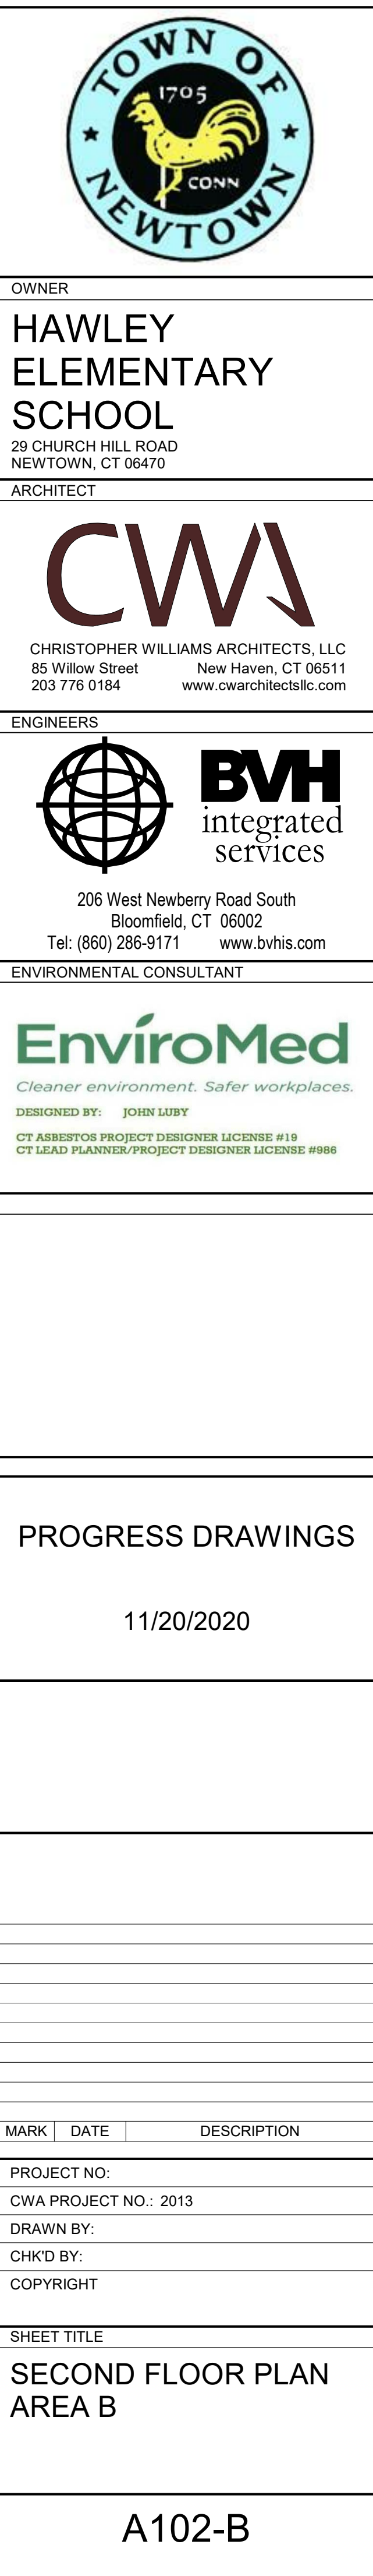 TOWN OF
1705
CONN
NEWTOWN
OWNER
HAWLEY
ELEMENTARY
SCHOOL
29 CHURCH HILL ROAD
NEWTOWN, CT 06470
ARCHITECT
CWA
CHRISTOPHER WILLIAMS ARCHITECTS, LLC
85 Willow Street New Haven, CT 06511
203 776 0184 www.cwarchitectsllc.com
ENGINEERS
BVH
integrated
services
206 West Newberry Road South
Bloomfield, CT 06002
Tel: (860) 286-9171 www.bvhis.com
ENVIRONMENTAL CONSULTANT
EnviroMed
Cleaner environment. Safer workplaces.
DESIGNED BY: JOHN LUBY
CT ASBESTOS PROJECT DESIGNER LICENSE #19
CT LEAD PLANNER/PROJECT DESIGNER LICENSE #986
PROGRESS DRAWINGS
11/20/2020
MARK DATE DESCRIPTION
PROJECT NO:
CWA PROJECT NO.: 2013
DRAWN BY:
CHK'D BY:
COPYRIGHT
SHEET TITLE
SECOND FLOOR PLAN
AREA B
A102-B